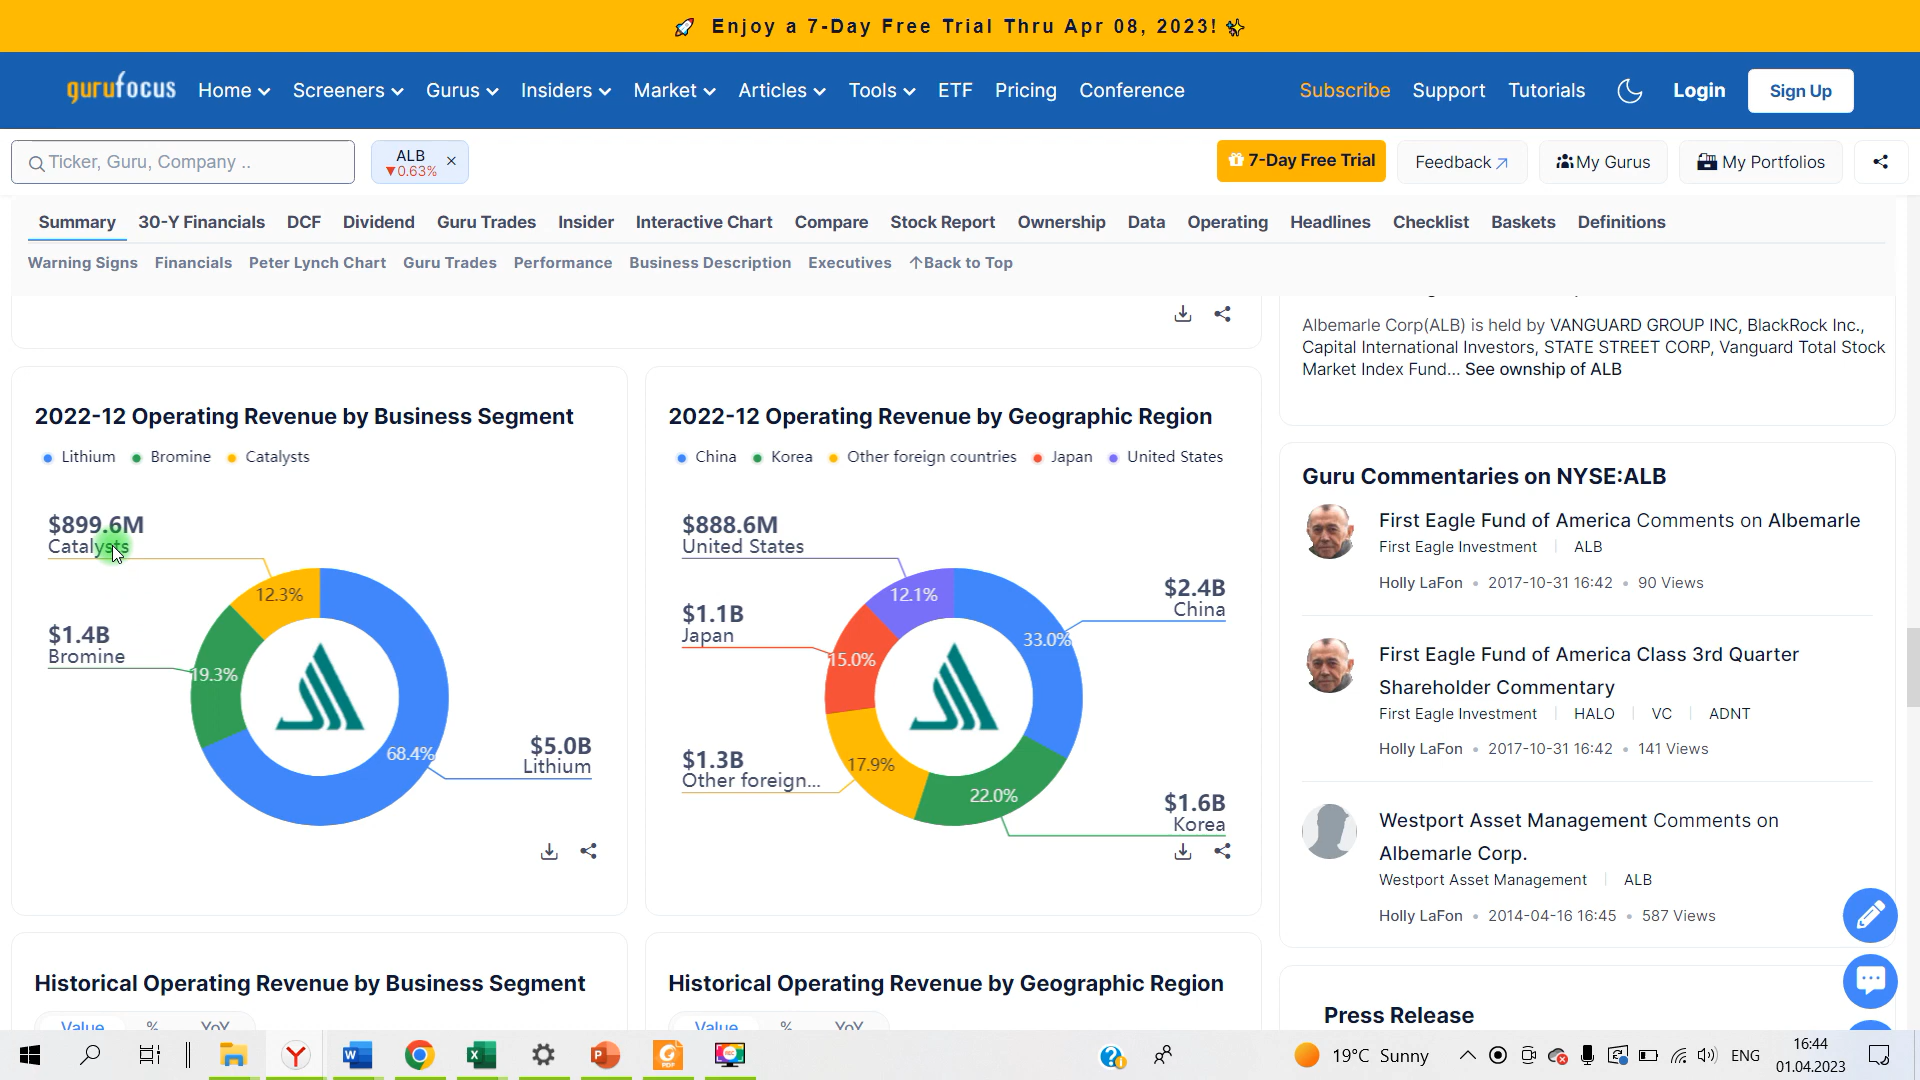 Enjoy a 7-Day Free Trial Thru Apr 08, 2023!
gurufocus Home Screeners Gurus Insiders Market Articles Tools ETF Pricing Conference Subscribe Support Tutorials Login Sign Up
Ticker, Guru, Company .. ALB ▼0.63% × 7-Day Free Trial Feedback My Gurus My Portfolios
Summary 30-Y Financials DCF Dividend Guru Trades Insider Interactive Chart Compare Stock Report Ownership Data Operating Headlines Checklist Baskets Definitions
Warning Signs Financials Peter Lynch Chart Guru Trades Performance Business Description Executives ↑Back to Top
2022-12 Operating Revenue by Business Segment
Lithium Bromine Catalysts
$899.6M
Catalysts
12.3%
$1.4B
Bromine
19.3%
68.4%
$5.0B
Lithium
2022-12 Operating Revenue by Geographic Region
China Korea Other foreign countries Japan United States
$888.6M
United States
12.1%
$2.4B
China
33.0%
$1.1B
Japan
15.0%
$1.3B
Other foreign...
17.9%
22.0%
$1.6B
Korea
Historical Operating Revenue by Business Segment
Value % YoY
Historical Operating Revenue by Geographic Region
Value % YoY
Albemarle Corp(ALB) is held by VANGUARD GROUP INC, BlackRock Inc.,
Capital International Investors, STATE STREET CORP, Vanguard Total Stock
Market Index Fund... See ownship of ALB
Guru Commentaries on NYSE:ALB
First Eagle Fund of America Comments on Albemarle
First Eagle Investment ALB
Holly LaFon • 2017-10-31 16:42 • 90 Views
First Eagle Fund of America Class 3rd Quarter
Shareholder Commentary
First Eagle Investment HALO VC ADNT
Holly LaFon • 2017-10-31 16:42 • 141 Views
Westport Asset Management Comments on
Albemarle Corp.
Westport Asset Management ALB
Holly LaFon • 2014-04-16 16:45 • 587 Views
Press Release
19°C Sunny ENG 16:44
01.04.2023